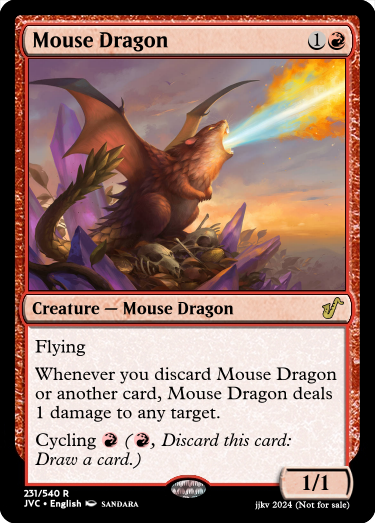 Mouse Dragon 1
Creature — Mouse Dragon
Flying
Whenever you discard Mouse Dragon
or another card, Mouse Dragon deals
1 damage to any target.
Cycling (, Discard this card:
Draw a card.)
1/1
231/540 R
JVC • English SANDARA
jjkv 2024 (Not for sale)